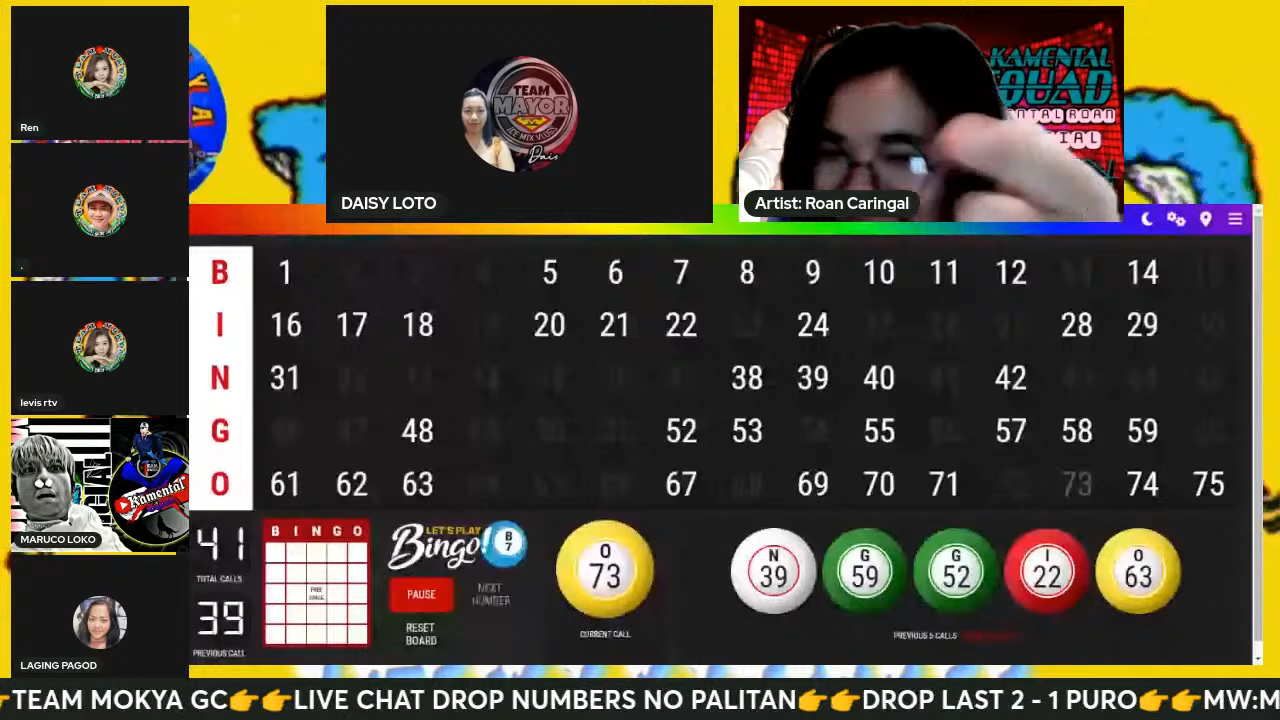 Ren
.
levis rtv
MARUCO LOKO
Kamental
LAGING PAGOD
TEAM
MAYOR
DAISY LOTO
KAMENTAL
Artist: Roan Caringal
B 1 5 6 7 8 9 10 11 12 14
I 16 17 18 20 21 22 24 28 29
N 31 38 39 40 42
G 48 52 53 55 57 58 59
O 61 62 63 67 69 70 71 73 74 75
41
TOTAL CALLS
39
PREVIOUS CALL
B I N G O
FREE SPACE
LET'S PLAY
Bingo!
B 7
PAUSE
NEXT NUMBER
RESET BOARD
O 73
CURRENT CALL
N 39
G 59
G 52
I 22
O 63
PREVIOUS 5 CALLS
TEAM MOKYA GC👉👉LIVE CHAT DROP NUMBERS NO PALITAN👉👉DROP LAST 2 - 1 PURO👉👉MW:M